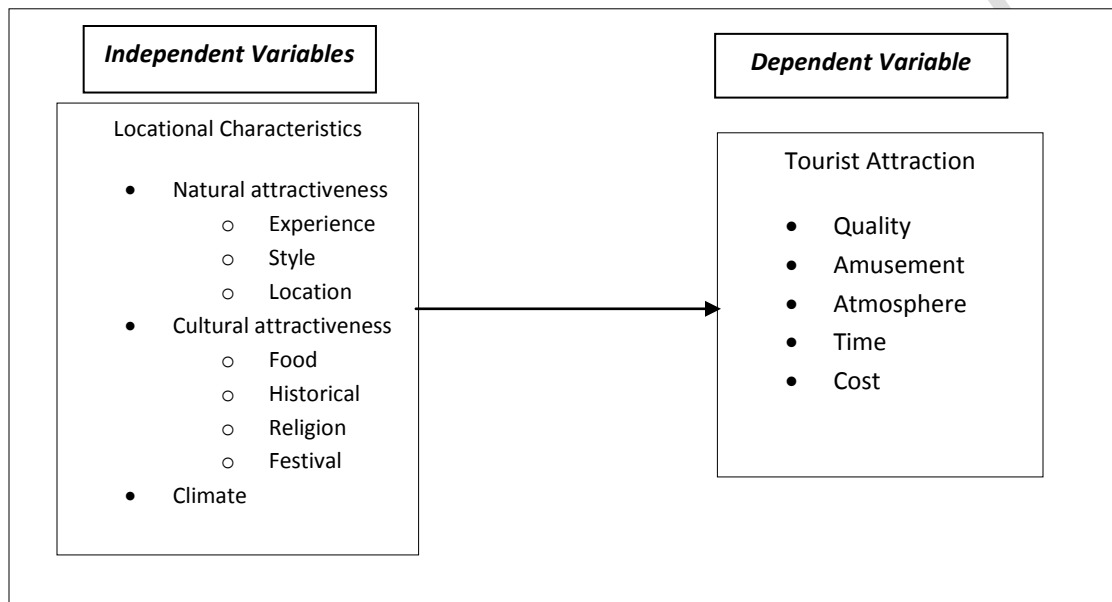 Independent Variables
Locational Characteristics
• Natural attractiveness
o Experience
o Style
o Location
• Cultural attractiveness
o Food
o Historical
o Religion
o Festival
• Climate
Dependent Variable
Tourist Attraction
• Quality
• Amusement
• Atmosphere
• Time
• Cost